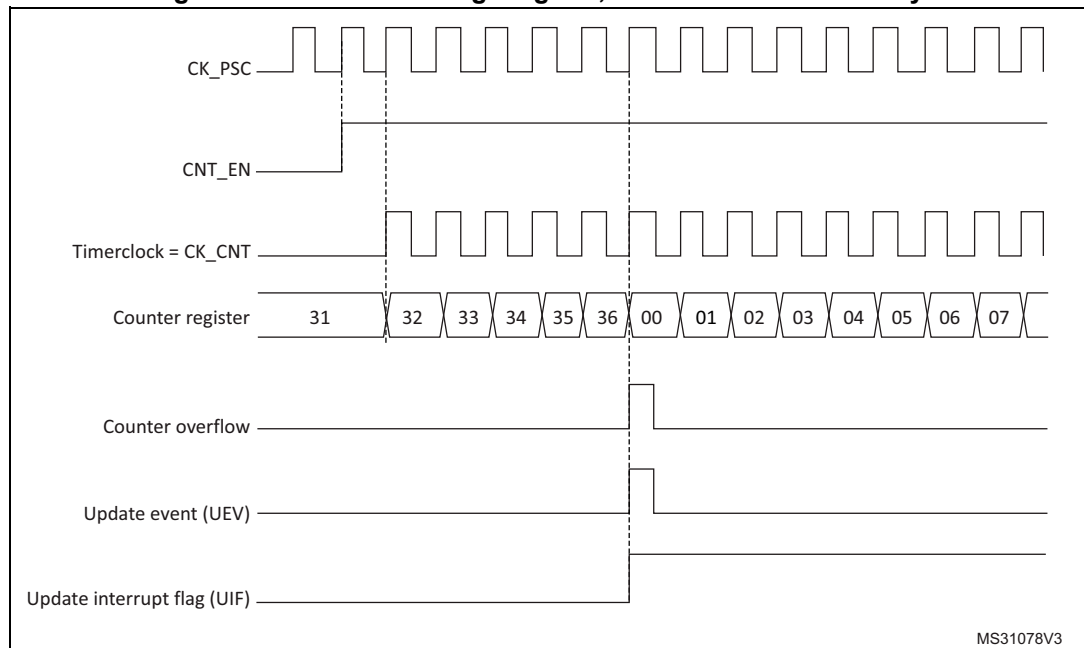 CK_PSC
CNT_EN
Timerclock = CK_CNT
Counter register 31 32 33 34 35 36 00 01 02 03 04 05 06 07
Counter overflow
Update event (UEV)
Update interrupt flag (UIF)
MS31078V3